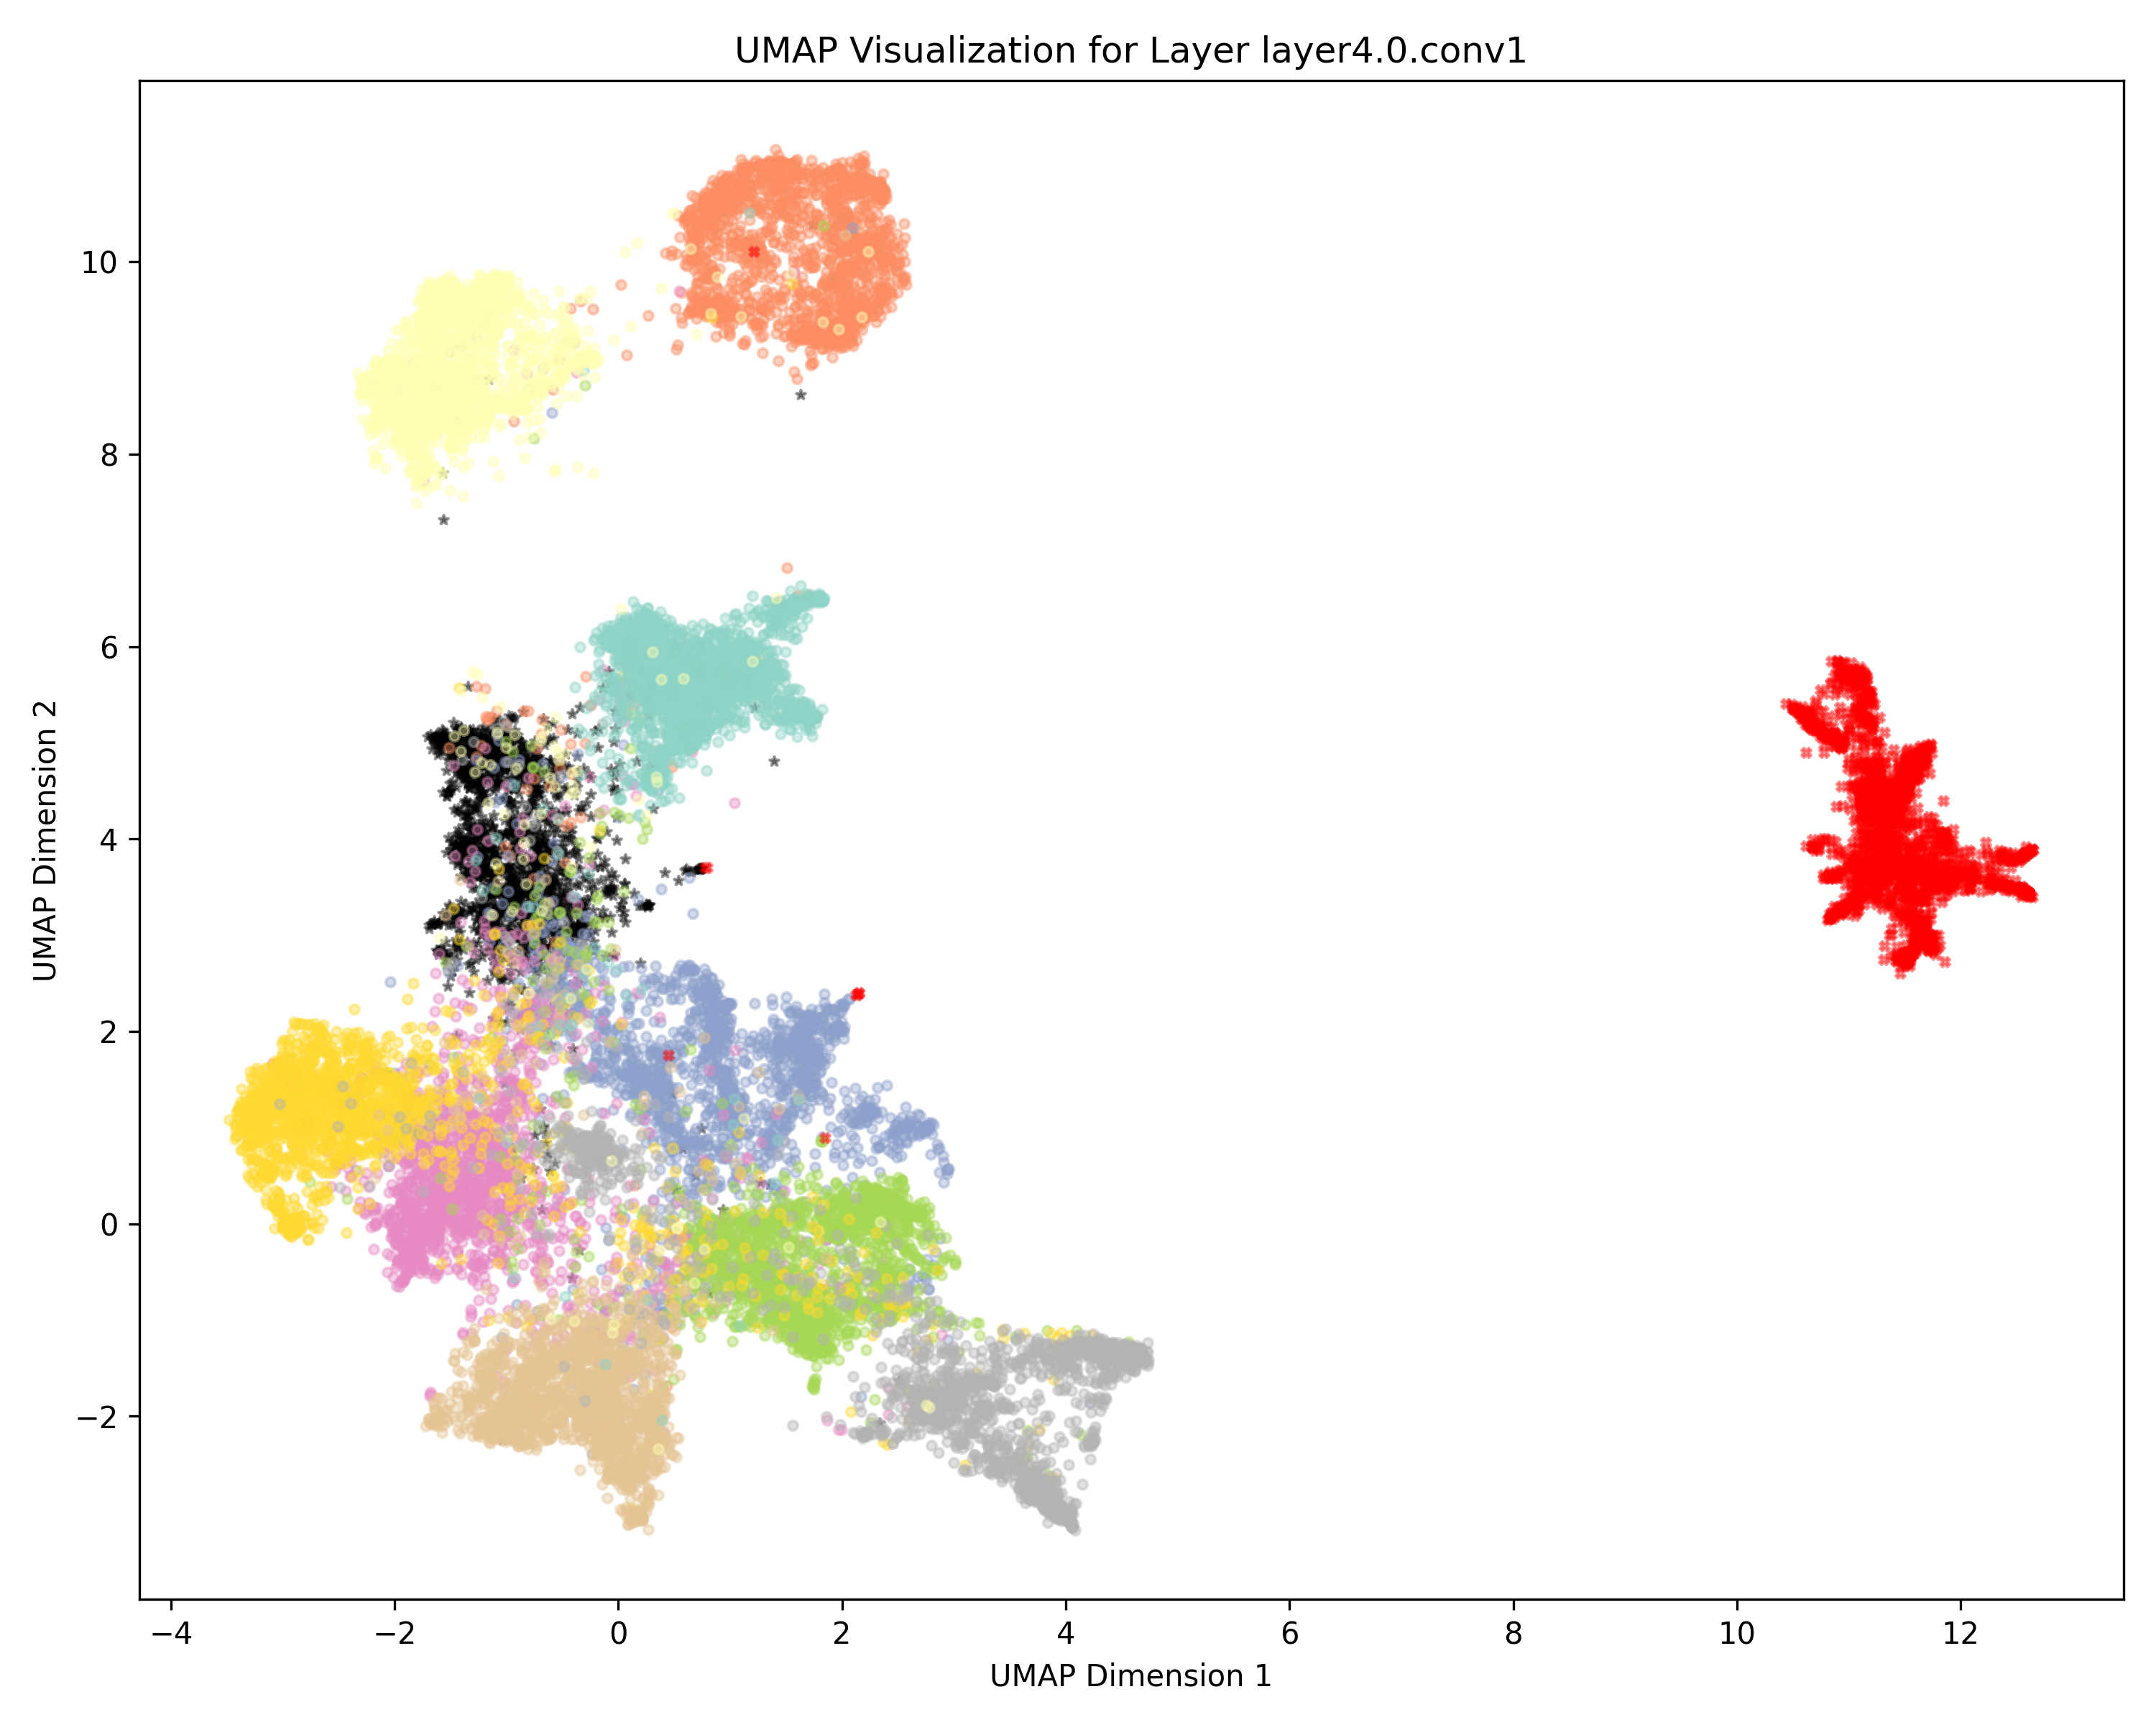 UMAP Visualization for Layer layer4.0.conv1
10
8
6
4
2
0
−2
UMAP Dimension 2
−4 −2 0 2 4 6 8 10 12
UMAP Dimension 1